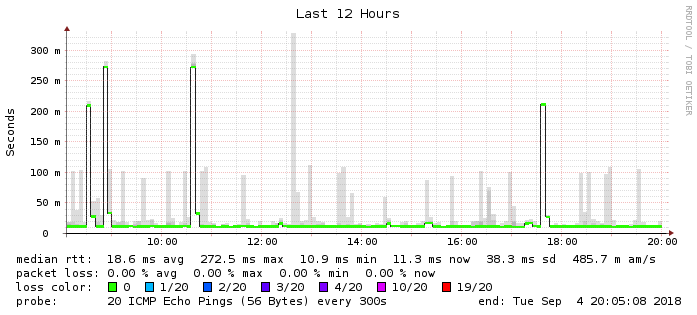 Last 12 Hours
RRDTOOL / TOBI OETIKER
Seconds
300 m
250 m
200 m
150 m
100 m
50 m
0
10:00 12:00 14:00 16:00 18:00 20:00
median rtt: 18.6 ms avg 272.5 ms max 10.9 ms min 11.3 ms now 38.3 ms sd 485.7 m am/s
packet loss: 0.00 % avg 0.00 % max 0.00 % min 0.00 % now
loss color: 0 1/20 2/20 3/20 4/20 10/20 19/20
probe: 20 ICMP Echo Pings (56 Bytes) every 300s end: Tue Sep 4 20:05:08 2018